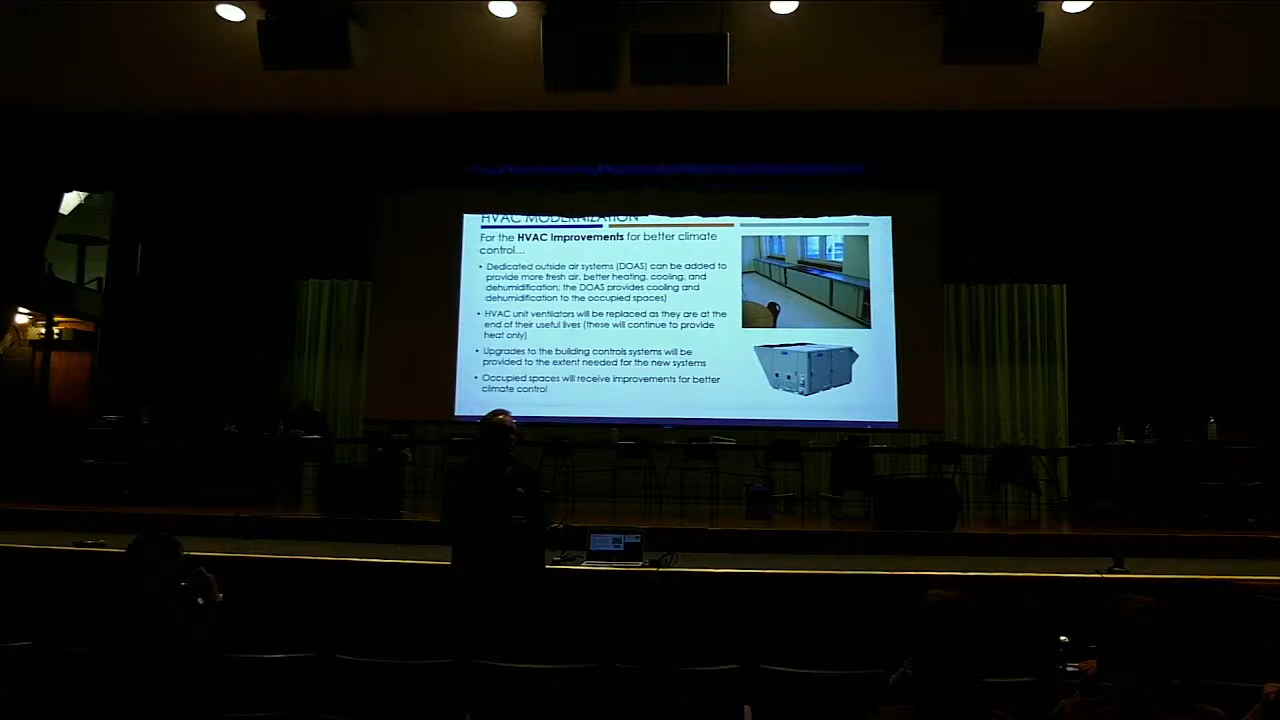 HVAC MODERNIZATION
For the HVAC Improvements for better climate
control...
• Dedicated outside air systems (DOAS) can be added to
provide more fresh air, better heating, cooling, and
dehumidification; the DOAS provides cooling and
dehumidification to the occupied spaces)
• HVAC unit ventilators will be replaced as they are at the
end of their useful lives (these will continue to provide
heat only)
• Upgrades to the building controls systems will be
provided to the extent needed for the new systems
• Occupied spaces will receive improvements for better
climate control